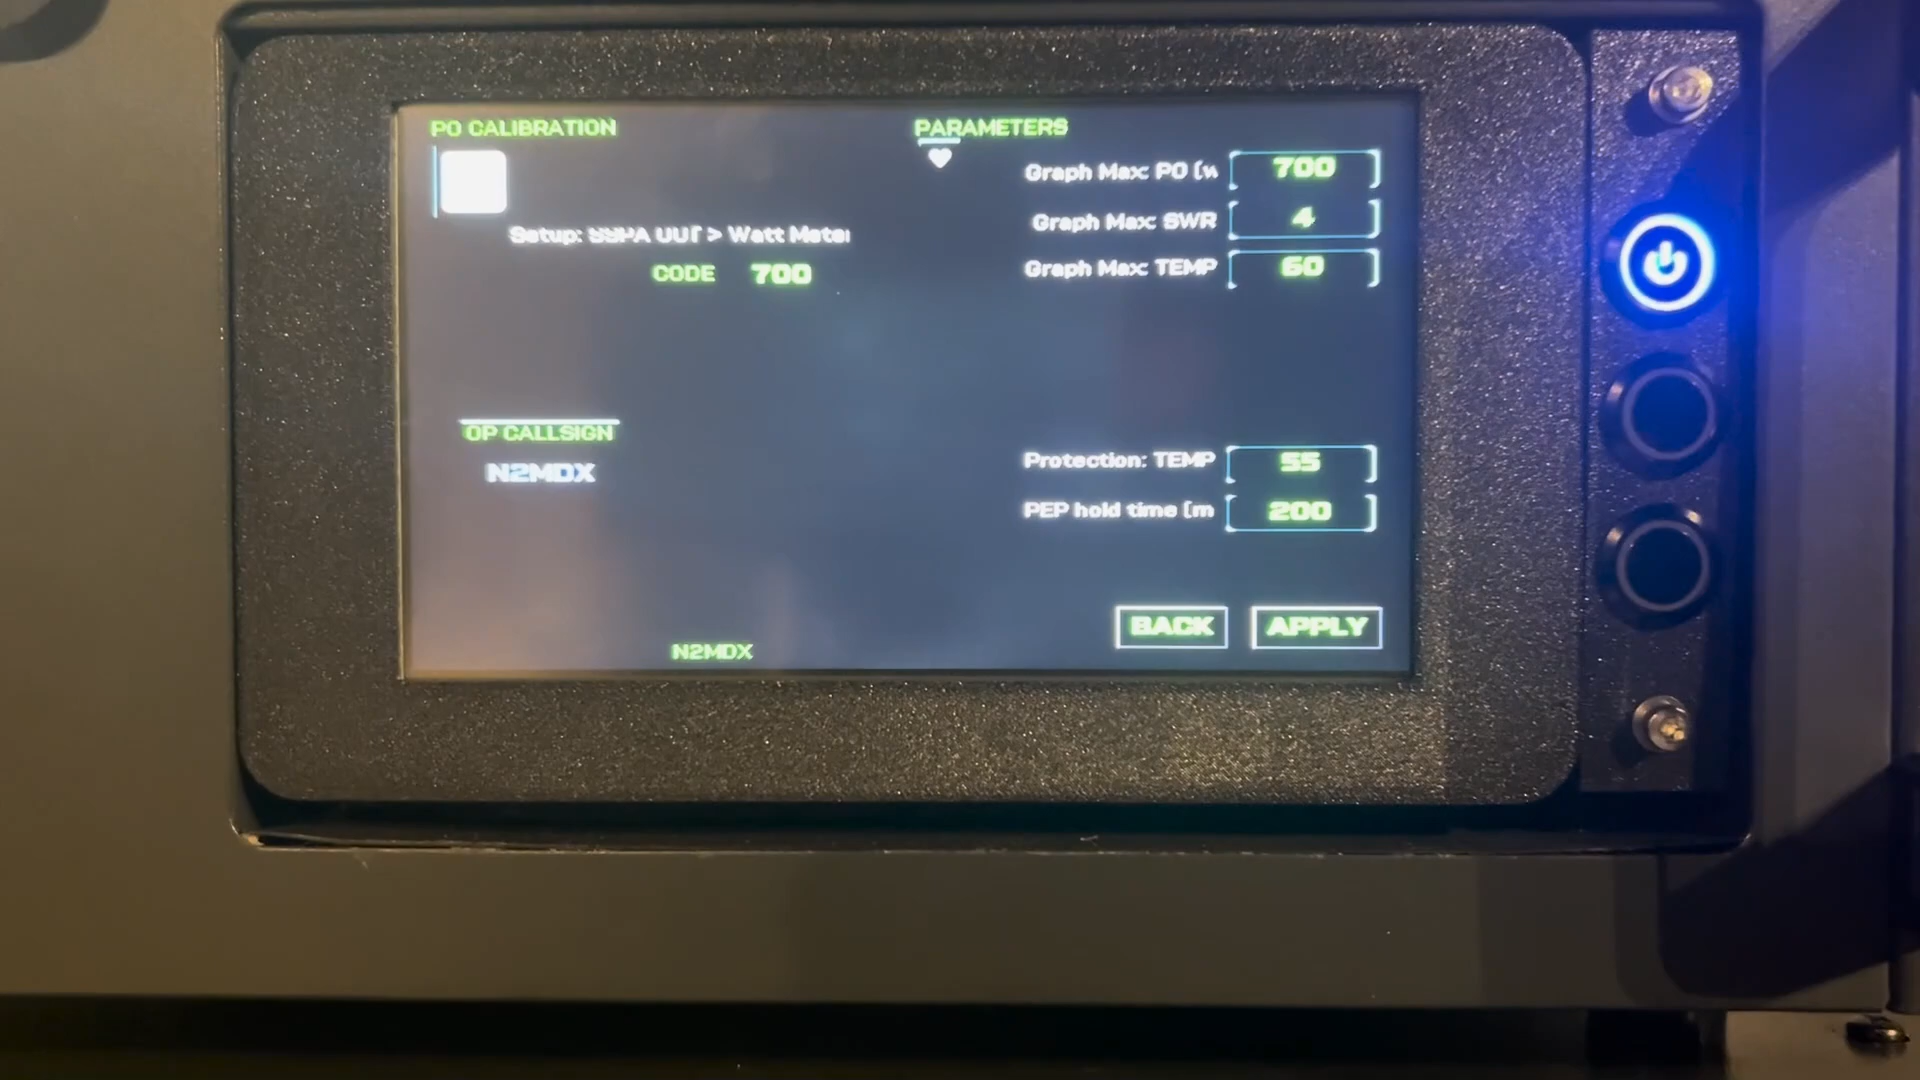 PO CALIBRATION
Setup: SSPA OUT > Watt Meter
CODE 700
OP CALLSIGN
N2MDX
N2MDX
PARAMETERS
Graph Max: PO (w 700
Graph Max: SWR 4
Graph Max: TEMP 60
Protection: TEMP 55
PEP hold time (m 200
BACK APPLY